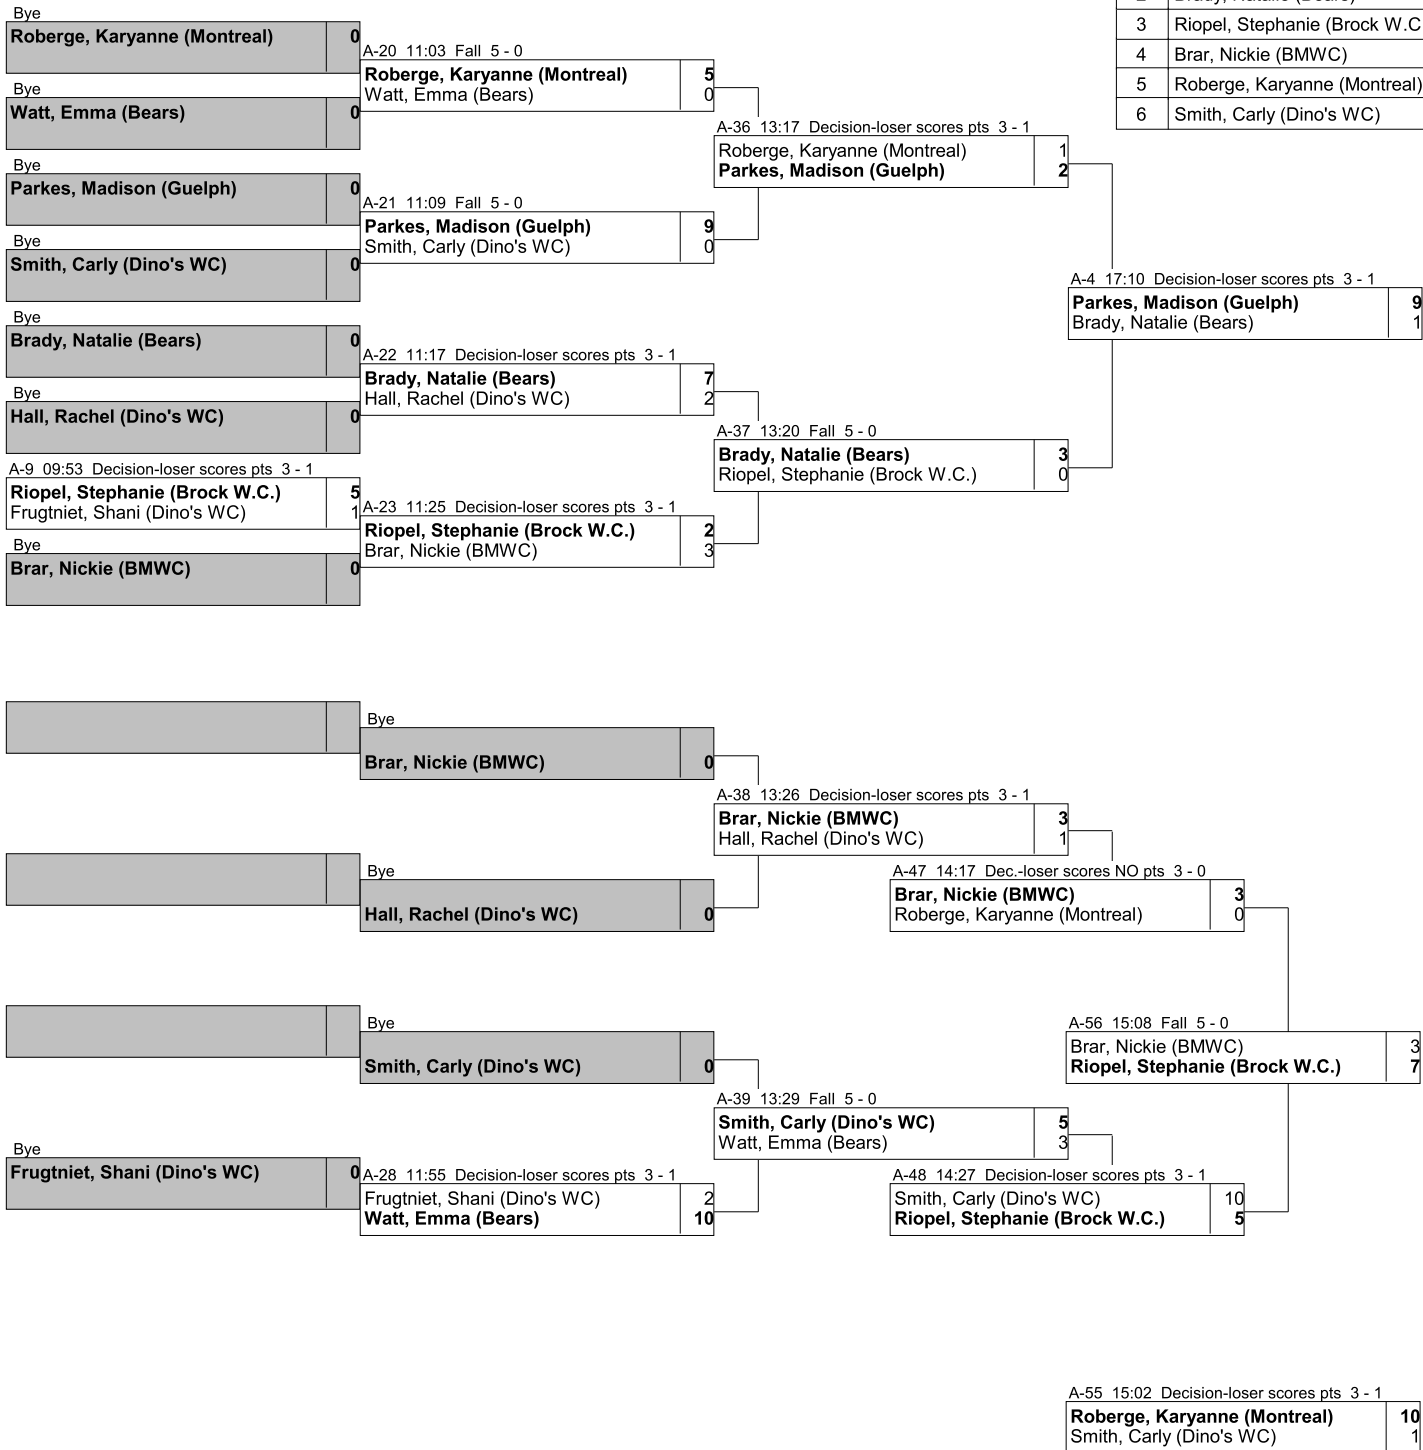 Bye
Roberge, Karyanne (Montreal) 0
Bye
Watt, Emma (Bears) 0
Bye
Parkes, Madison (Guelph) 0
Bye
Smith, Carly (Dino's WC) 0
Bye
Brady, Natalie (Bears) 0
Bye
Hall, Rachel (Dino's WC) 0
A-9 09:53 Decision-loser scores pts 3 - 1
Riopel, Stephanie (Brock W.C.) 5
Frugtniet, Shani (Dino's WC) 1
Bye
Brar, Nickie (BMWC) 0
A-20 11:03 Fall 5 - 0
Roberge, Karyanne (Montreal) 5
Watt, Emma (Bears) 0
A-21 11:09 Fall 5 - 0
Parkes, Madison (Guelph) 9
Smith, Carly (Dino's WC) 0
A-22 11:17 Decision-loser scores pts 3 - 1
Brady, Natalie (Bears) 7
Hall, Rachel (Dino's WC) 2
A-23 11:25 Decision-loser scores pts 3 - 1
Riopel, Stephanie (Brock W.C.) 2
Brar, Nickie (BMWC) 3
A-36 13:17 Decision-loser scores pts 3 - 1
Roberge, Karyanne (Montreal) 1
Parkes, Madison (Guelph) 2
A-37 13:20 Fall 5 - 0
Brady, Natalie (Bears) 3
Riopel, Stephanie (Brock W.C.) 0
A-4 17:10 Decision-loser scores pts 3 - 1
Parkes, Madison (Guelph) 9
Brady, Natalie (Bears) 1
2 Brady, Natalie (Bears)
3 Riopel, Stephanie (Brock W.C
4 Brar, Nickie (BMWC)
5 Roberge, Karyanne (Montreal)
6 Smith, Carly (Dino's WC)
Bye
Brar, Nickie (BMWC) 0
Bye
Hall, Rachel (Dino's WC) 0
Bye
Smith, Carly (Dino's WC) 0
Bye
Frugtniet, Shani (Dino's WC) 0
A-28 11:55 Decision-loser scores pts 3 - 1
Frugtniet, Shani (Dino's WC) 2
Watt, Emma (Bears) 10
A-38 13:26 Decision-loser scores pts 3 - 1
Brar, Nickie (BMWC) 3
Hall, Rachel (Dino's WC) 1
A-39 13:29 Fall 5 - 0
Smith, Carly (Dino's WC) 5
Watt, Emma (Bears) 3
A-47 14:17 Dec.-loser scores NO pts 3 - 0
Brar, Nickie (BMWC) 3
Roberge, Karyanne (Montreal) 0
A-48 14:27 Decision-loser scores pts 3 - 1
Smith, Carly (Dino's WC) 10
Riopel, Stephanie (Brock W.C.) 5
A-56 15:08 Fall 5 - 0
Brar, Nickie (BMWC) 3
Riopel, Stephanie (Brock W.C.) 7
A-55 15:02 Decision-loser scores pts 3 - 1
Roberge, Karyanne (Montreal) 10
Smith, Carly (Dino's WC) 1